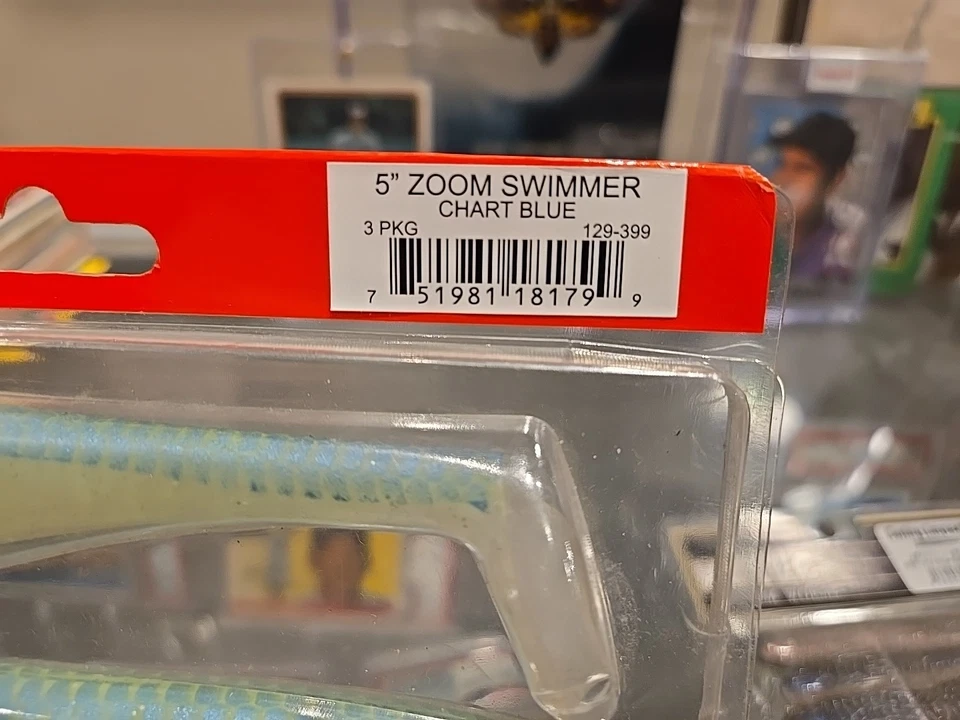 5” ZOOM SWIMMER
CHART BLUE
3 PKG 129-399
7 51981 18179 9